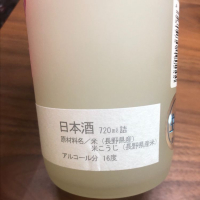 日本酒 720ml詰
原材料名／米（長野県産）
米こうじ（長野県産米）
アルコール分 16度